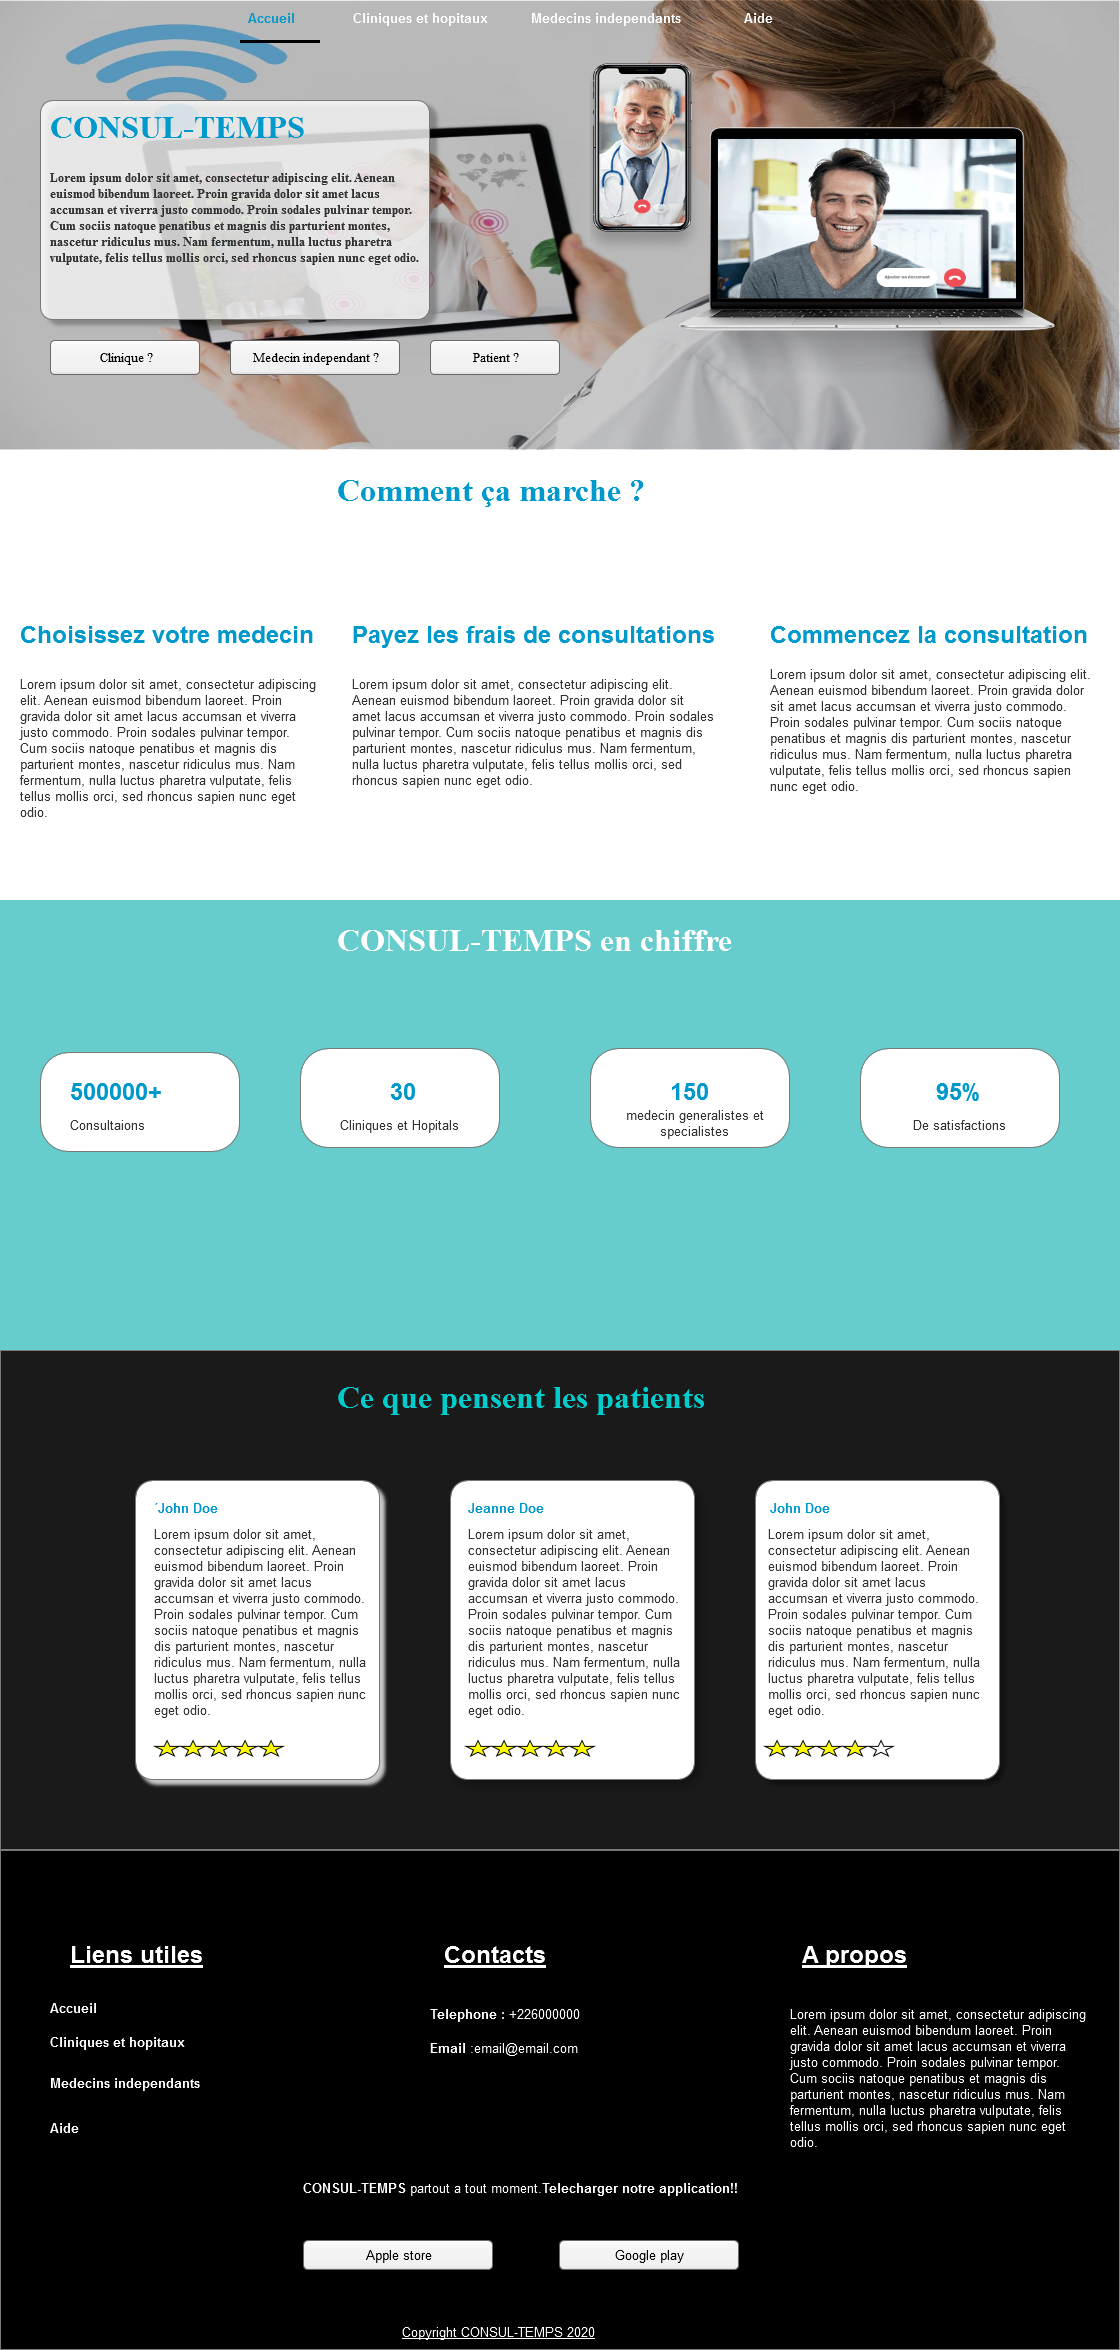 Accueil Cliniques et hopitaux Medecins independants Aide
CONSUL-TEMPS
Lorem ipsum dolor sit amet, consectetur adipiscing elit. Aenean
euismod bibendum laoreet. Proin gravida dolor sit amet lacus
accumsan et viverra justo commodo. Proin sodales pulvinar tempor.
Cum sociis natoque penatibus et magnis dis parturient montes,
nascetur ridiculus mus. Nam fermentum, nulla luctus pharetra
vulputate, felis tellus mollis orci, sed rhoncus sapien nunc eget odio.
Ajouter un document
Clinique ? Medecin independant ? Patient ?
Comment ça marche ?
Choisissez votre medecin
Lorem ipsum dolor sit amet, consectetur adipiscing
elit. Aenean euismod bibendum laoreet. Proin
gravida dolor sit amet lacus accumsan et viverra
justo commodo. Proin sodales pulvinar tempor.
Cum sociis natoque penatibus et magnis dis
parturient montes, nascetur ridiculus mus. Nam
fermentum, nulla luctus pharetra vulputate, felis
tellus mollis orci, sed rhoncus sapien nunc eget
odio.
Payez les frais de consultations
Lorem ipsum dolor sit amet, consectetur adipiscing elit.
Aenean euismod bibendum laoreet. Proin gravida dolor sit
amet lacus accumsan et viverra justo commodo. Proin sodales
pulvinar tempor. Cum sociis natoque penatibus et magnis dis
parturient montes, nascetur ridiculus mus. Nam fermentum,
nulla luctus pharetra vulputate, felis tellus mollis orci, sed
rhoncus sapien nunc eget odio.
Commencez la consultation
Lorem ipsum dolor sit amet, consectetur adipiscing elit.
Aenean euismod bibendum laoreet. Proin gravida dolor
sit amet lacus accumsan et viverra justo commodo.
Proin sodales pulvinar tempor. Cum sociis natoque
penatibus et magnis dis parturient montes, nascetur
ridiculus mus. Nam fermentum, nulla luctus pharetra
vulputate, felis tellus mollis orci, sed rhoncus sapien
nunc eget odio.
CONSUL-TEMPS en chiffre
500000+
Consultaions
30
Cliniques et Hopitals
150
medecin generalistes et
specialistes
95%
De satisfactions
Ce que pensent les patients
´John Doe
Lorem ipsum dolor sit amet,
consectetur adipiscing elit. Aenean
euismod bibendum laoreet. Proin
gravida dolor sit amet lacus
accumsan et viverra justo commodo.
Proin sodales pulvinar tempor. Cum
sociis natoque penatibus et magnis
dis parturient montes, nascetur
ridiculus mus. Nam fermentum, nulla
luctus pharetra vulputate, felis tellus
mollis orci, sed rhoncus sapien nunc
eget odio.
Jeanne Doe
Lorem ipsum dolor sit amet,
consectetur adipiscing elit. Aenean
euismod bibendum laoreet. Proin
gravida dolor sit amet lacus
accumsan et viverra justo commodo.
Proin sodales pulvinar tempor. Cum
sociis natoque penatibus et magnis
dis parturient montes, nascetur
ridiculus mus. Nam fermentum, nulla
luctus pharetra vulputate, felis tellus
mollis orci, sed rhoncus sapien nunc
eget odio.
John Doe
Lorem ipsum dolor sit amet,
consectetur adipiscing elit. Aenean
euismod bibendum laoreet. Proin
gravida dolor sit amet lacus
accumsan et viverra justo commodo.
Proin sodales pulvinar tempor. Cum
sociis natoque penatibus et magnis
dis parturient montes, nascetur
ridiculus mus. Nam fermentum, nulla
luctus pharetra vulputate, felis tellus
mollis orci, sed rhoncus sapien nunc
eget odio.
Liens utiles
Accueil
Cliniques et hopitaux
Medecins independants
Aide
Contacts
Telephone : +226000000
Email :email@email.com
A propos
Lorem ipsum dolor sit amet, consectetur adipiscing
elit. Aenean euismod bibendum laoreet. Proin
gravida dolor sit amet lacus accumsan et viverra
justo commodo. Proin sodales pulvinar tempor.
Cum sociis natoque penatibus et magnis dis
parturient montes, nascetur ridiculus mus. Nam
fermentum, nulla luctus pharetra vulputate, felis
tellus mollis orci, sed rhoncus sapien nunc eget
odio.
CONSUL-TEMPS partout a tout moment.Telecharger notre application!!
Apple store Google play
Copyright CONSUL-TEMPS 2020